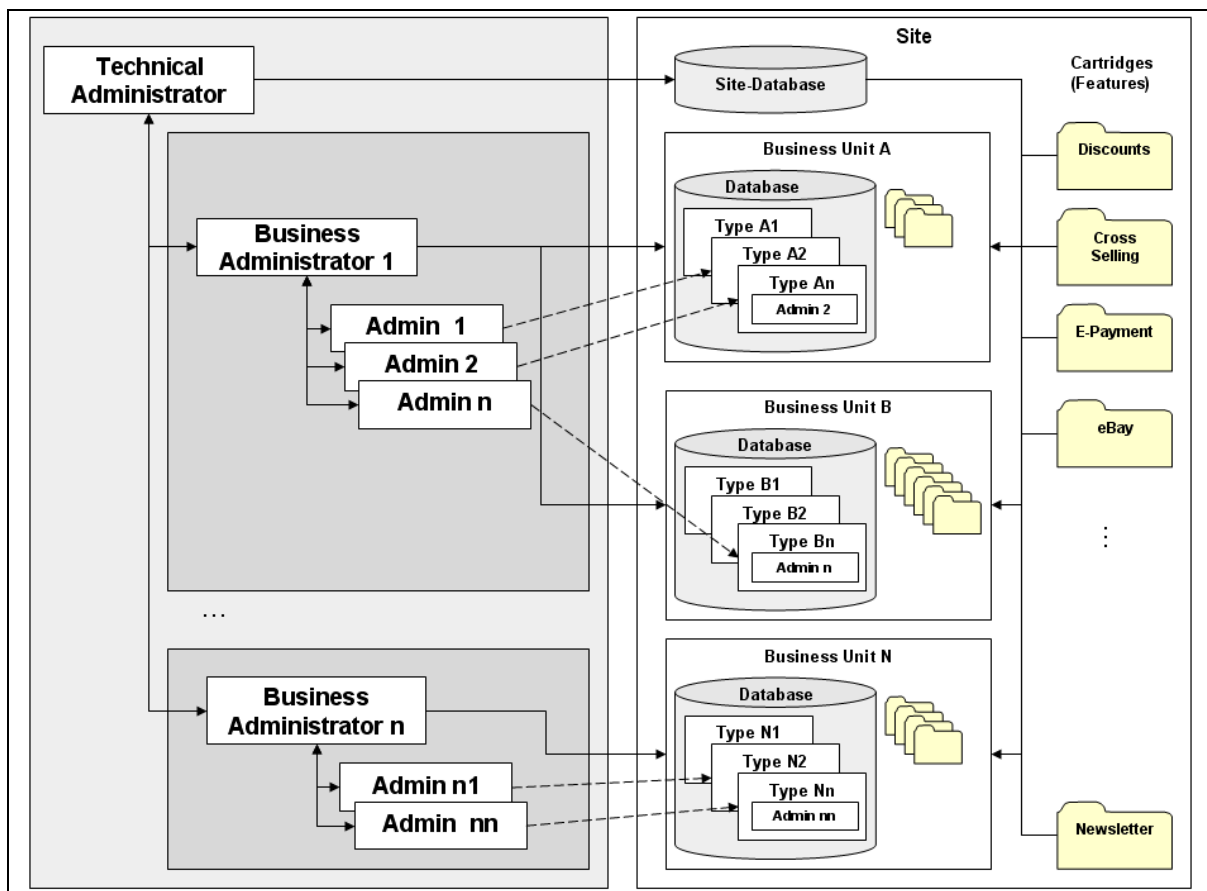 Technical
Administrator
Business
Administrator 1
Admin 1
Admin 2
Admin n
...
Business
Administrator n
Admin n1
Admin nn
Site
Site-Database
Business Unit A
Database
Type A1
Type A2
Type An
Admin 2
Business Unit B
Database
Type B1
Type B2
Type Bn
Admin n
Business Unit N
Database
Type N1
Type N2
Type Nn
Admin nn
Cartridges
(Features)
Discounts
Cross
Selling
E-Payment
eBay
...
Newsletter